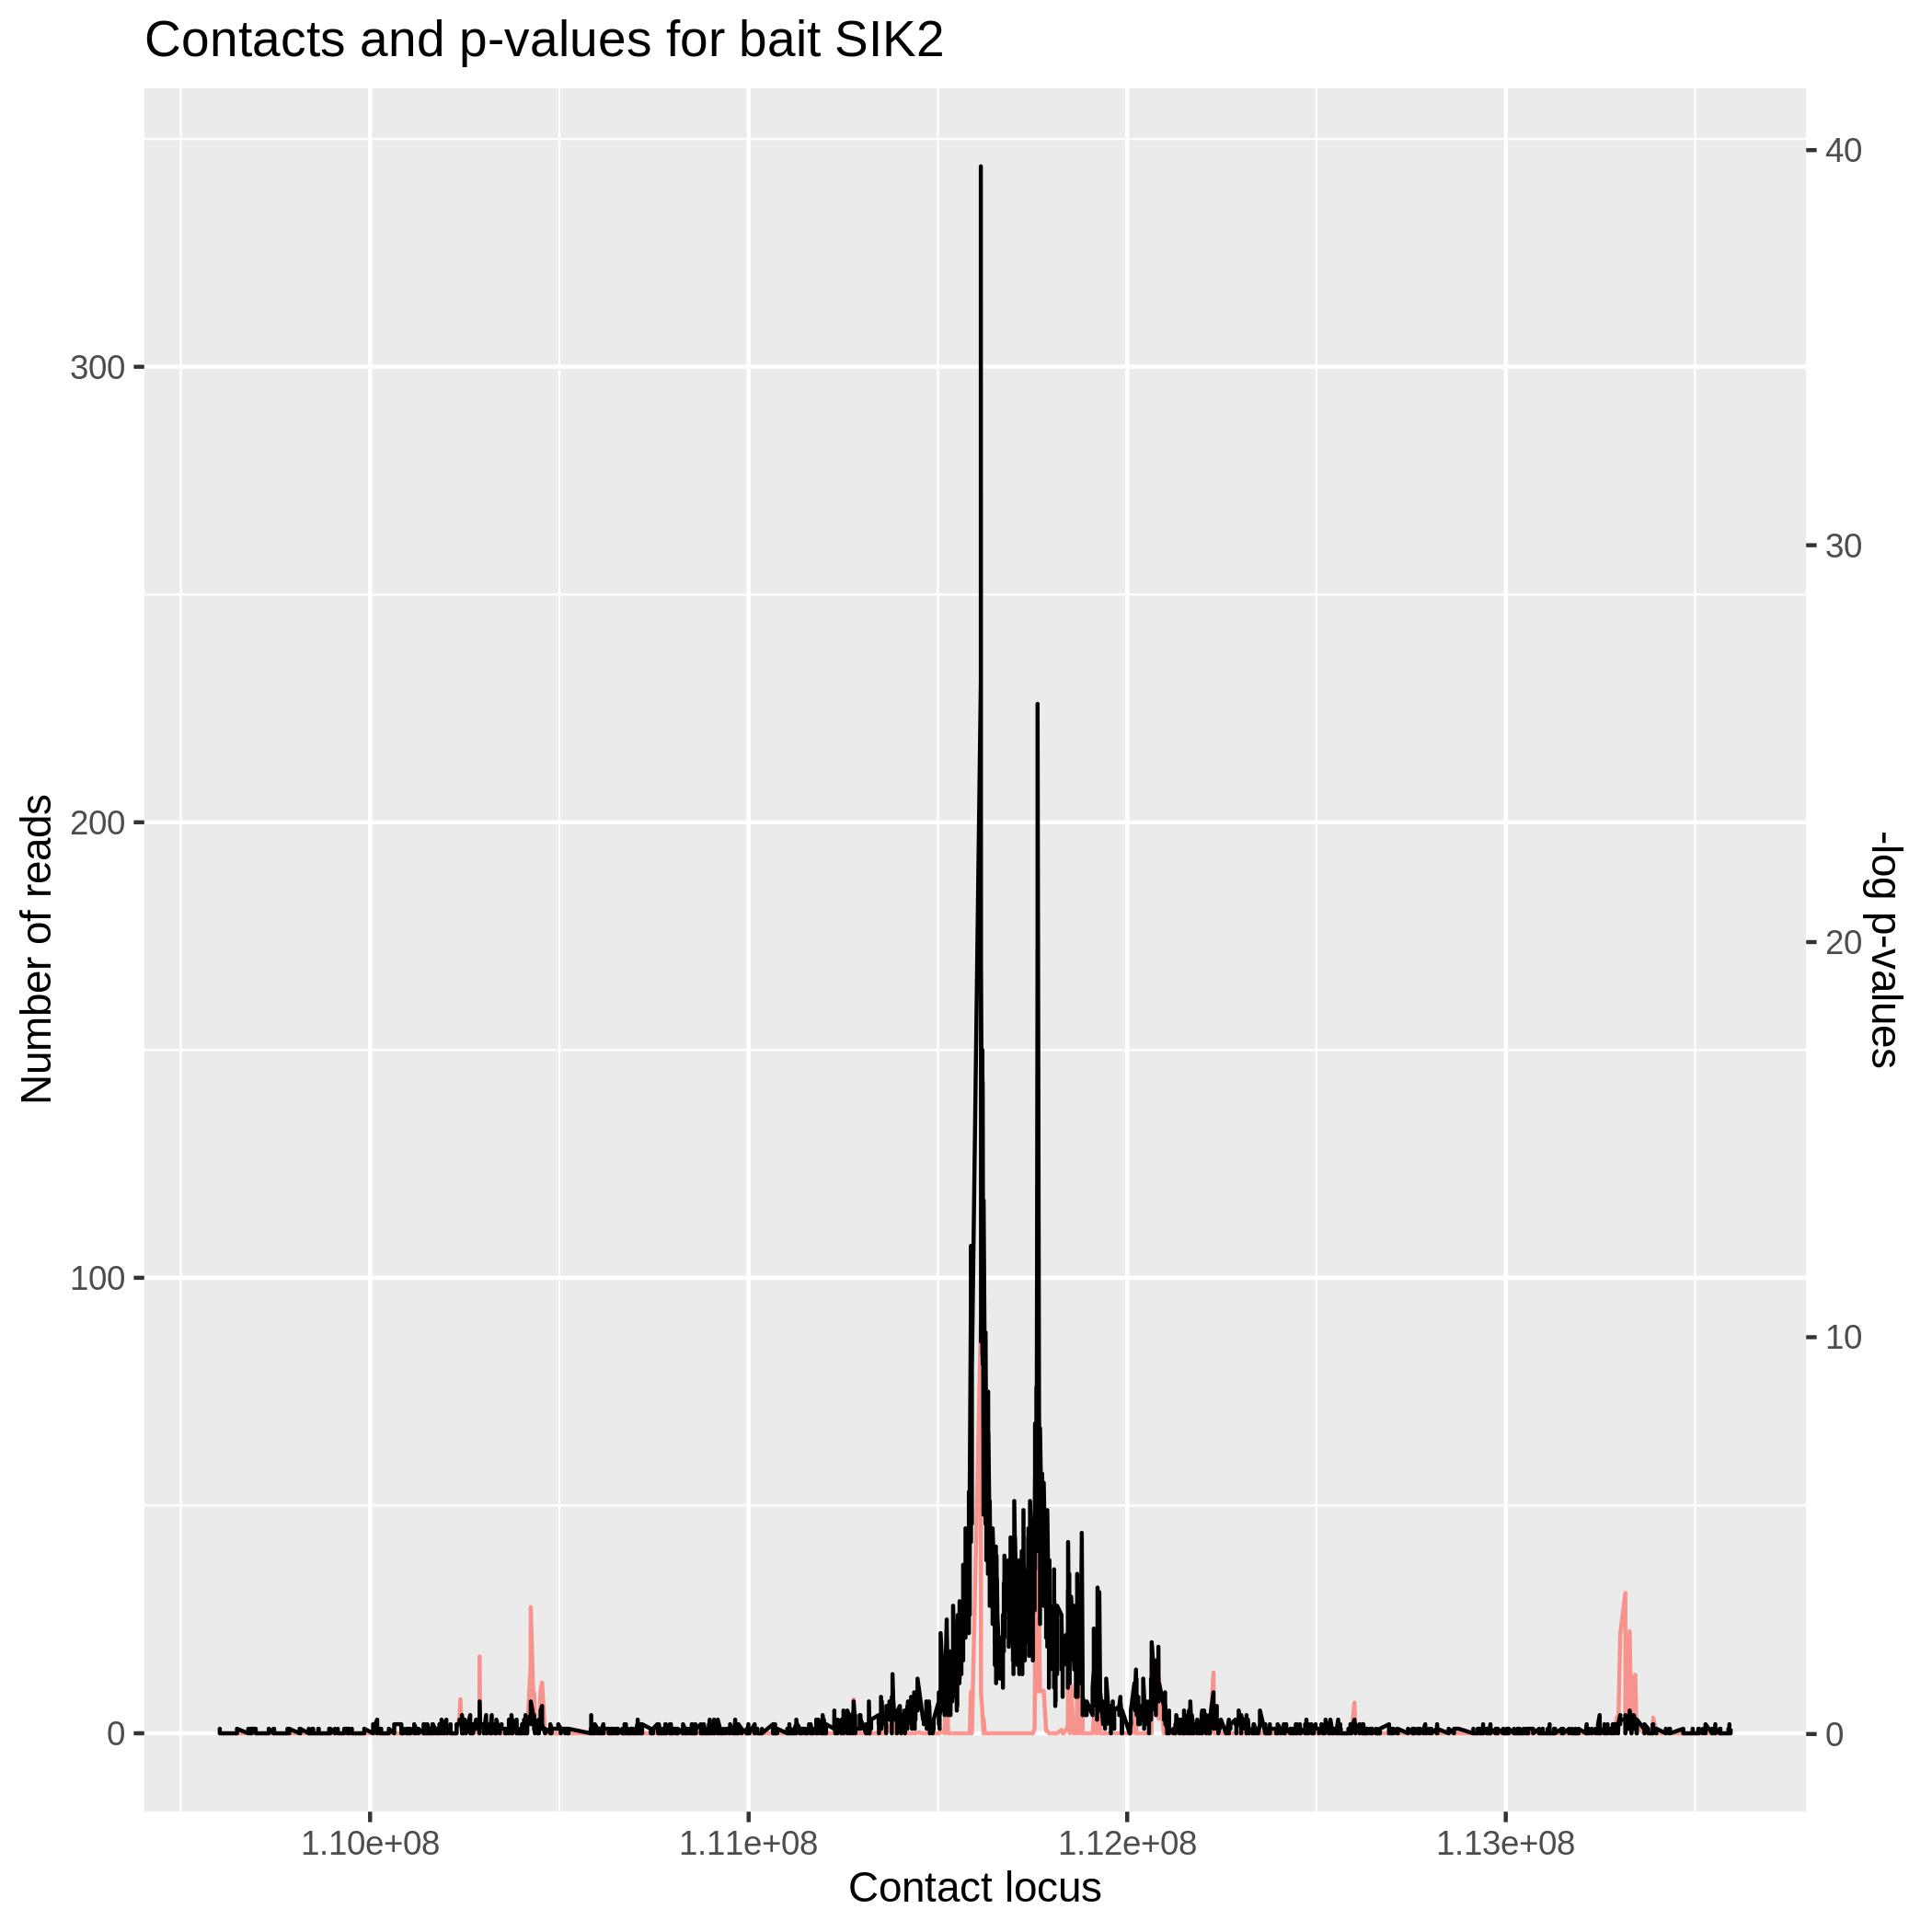 Contacts and p-values for bait SIK2
Number of reads
300
200
100
0
40
30
20
10
0
-log p-values
1.10e+08
1.11e+08
1.12e+08
1.13e+08
Contact locus